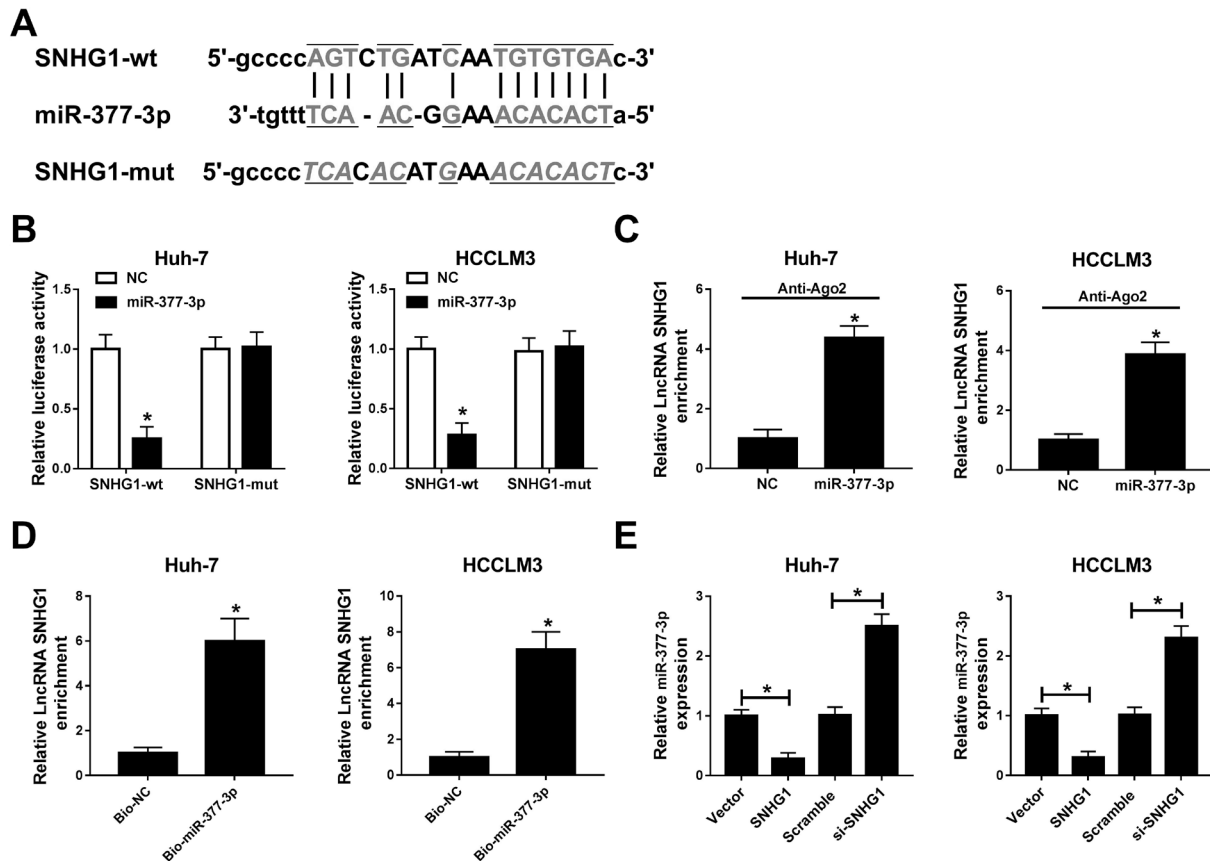 A
SNHG1-wt 5'-gccccAGTCTGATCAATGTGTGAc-3'
miR-377-3p 3'-tgtttTCA - AC-GGAAACACACTa-5'
SNHG1-mut 5'-gccccTCACACATGAAACACACTc-3'
B
Huh-7
NC
miR-377-3p
Relative luciferase activity
1.5
1.0
0.5
0.0
SNHG1-wt SNHG1-mut
*
HCCLM3
NC
miR-377-3p
Relative luciferase activity
1.5
1.0
0.5
0.0
SNHG1-wt SNHG1-mut
*
C
Huh-7
Anti-Ago2
Relative LncRNA SNHG1
enrichment
6
4
2
0
NC miR-377-3p
*
HCCLM3
Anti-Ago2
Relative LncRNA SNHG1
enrichment
6
4
2
0
NC miR-377-3p
*
D
Huh-7
Relative LncRNA SNHG1
enrichment
8
6
4
2
0
Bio-NC
Bio-miR-377-3p
*
HCCLM3
Relative LncRNA SNHG1
enrichment
10
8
6
4
2
0
Bio-NC
Bio-miR-377-3p
*
E
Huh-7
Relative miR-377-3p
expression
3
2
1
0
Vector
SNHG1
Scramble
si-SNHG1
*
*
HCCLM3
Relative miR-377-3p
expression
3
2
1
0
Vector
SNHG1
Scramble
si-SNHG1
*
*